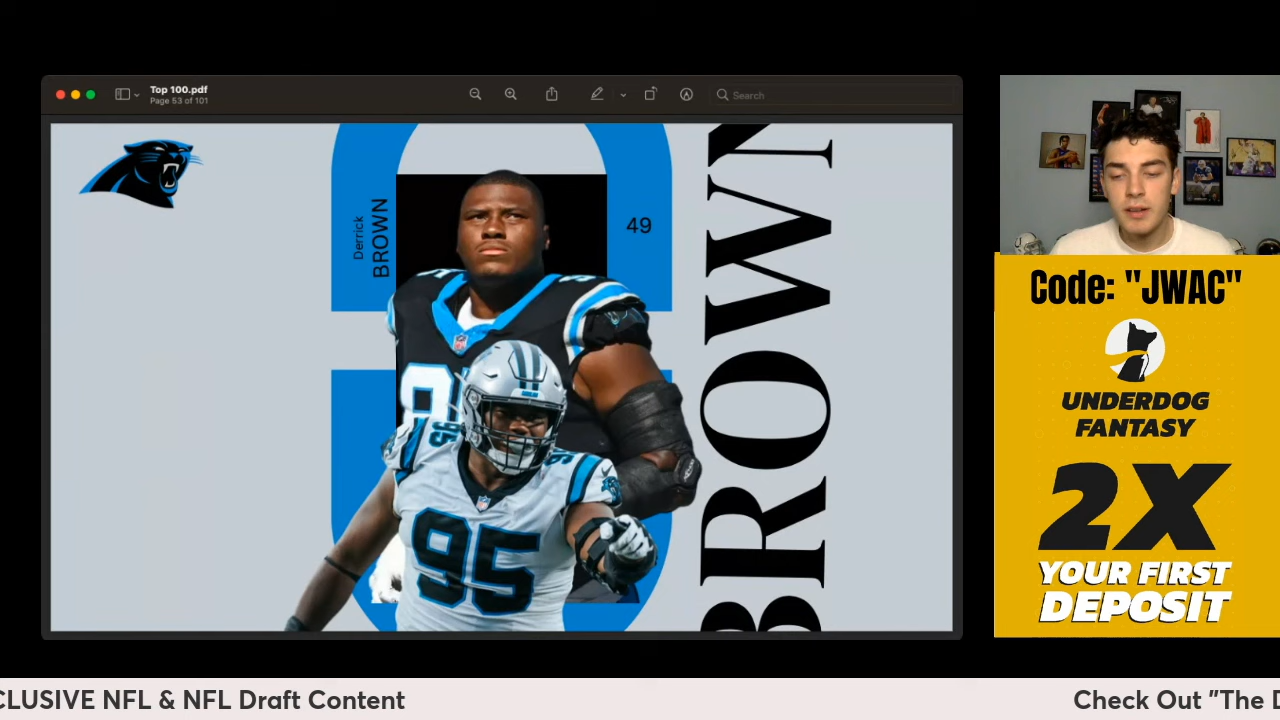 Top 100.pdf
Page 53 of 101
Search
Derrick
BROWN
49
BROWN
95
95
Code: "JWAC"
UNDERDOG
FANTASY
2X
YOUR FIRST
DEPOSIT
CLUSIVE NFL & NFL Draft Content
Check Out "The D